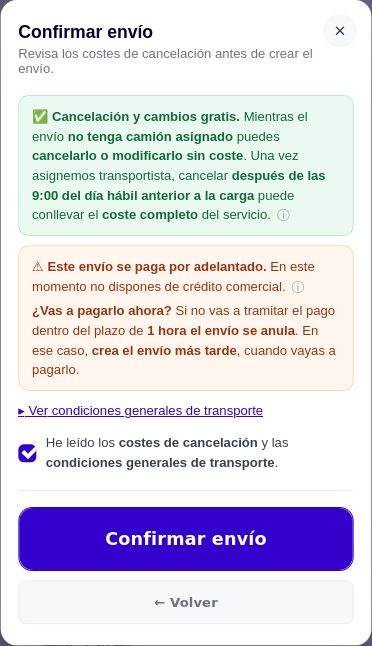 Confirmar envío
×
Revisa los costes de cancelación antes de crear el
envío.
✅ Cancelación y cambios gratis. Mientras el
envío no tenga camión asignado puedes
cancelarlo o modificarlo sin coste. Una vez
asignemos transportista, cancelar después de las
9:00 del día hábil anterior a la carga puede
conllevar el coste completo del servicio. ⓘ
⚠ Este envío se paga por adelantado. En este
momento no dispones de crédito comercial. ⓘ
¿Vas a pagarlo ahora? Si no vas a tramitar el pago
dentro del plazo de 1 hora el envío se anula. En
ese caso, crea el envío más tarde, cuando vayas a
pagarlo.
▸ Ver condiciones generales de transporte
He leído los costes de cancelación y las
condiciones generales de transporte.
Confirmar envío
← Volver